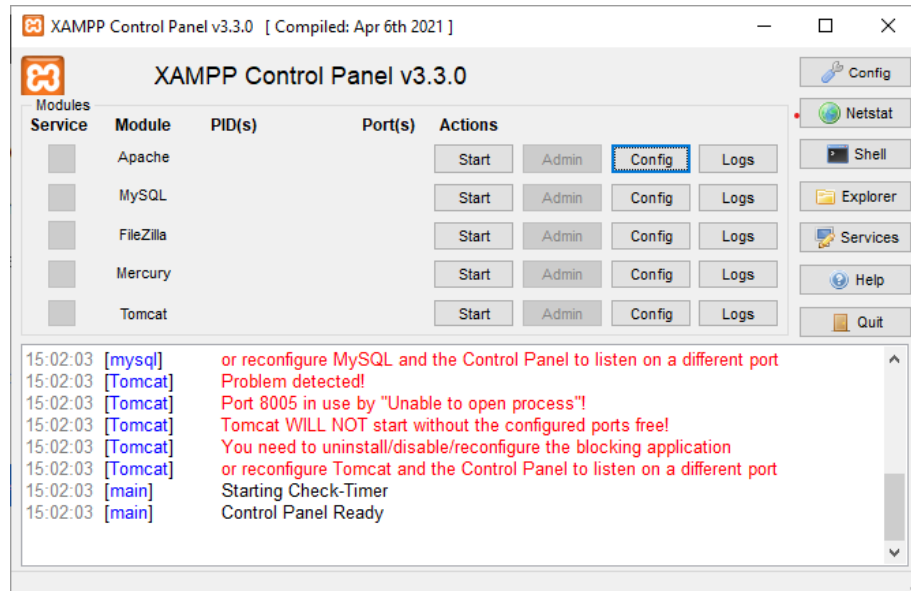 XAMPP Control Panel v3.3.0 [ Compiled: Apr 6th 2021 ]
XAMPP Control Panel v3.3.0
Config
Modules
Service Module PID(s) Port(s) Actions
Netstat
Apache Start Admin Config Logs
Shell
MySQL Start Admin Config Logs
Explorer
FileZilla Start Admin Config Logs
Services
Mercury Start Admin Config Logs
Help
Tomcat Start Admin Config Logs
Quit
15:02:03 [mysql] or reconfigure MySQL and the Control Panel to listen on a different port
15:02:03 [Tomcat] Problem detected!
15:02:03 [Tomcat] Port 8005 in use by "Unable to open process"!
15:02:03 [Tomcat] Tomcat WILL NOT start without the configured ports free!
15:02:03 [Tomcat] You need to uninstall/disable/reconfigure the blocking application
15:02:03 [Tomcat] or reconfigure Tomcat and the Control Panel to listen on a different port
15:02:03 [main] Starting Check-Timer
15:02:03 [main] Control Panel Ready